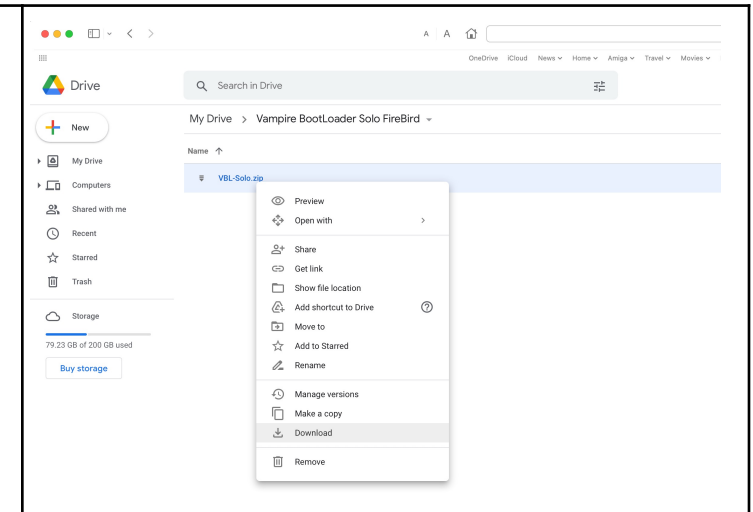 A A
OneDrive iCloud News Home Amiga Travel Movies
Drive
Search in Drive
New
My Drive > Vampire BootLoader Solo FireBird
Name
My Drive
Computers
Shared with me
Recent
Starred
Trash
Storage
79.23 GB of 200 GB used
Buy storage
VBL-Solo.zip
Preview
Open with
Share
Get link
Show file location
Add shortcut to Drive
Move to
Add to Starred
Rename
Manage versions
Make a copy
Download
Remove